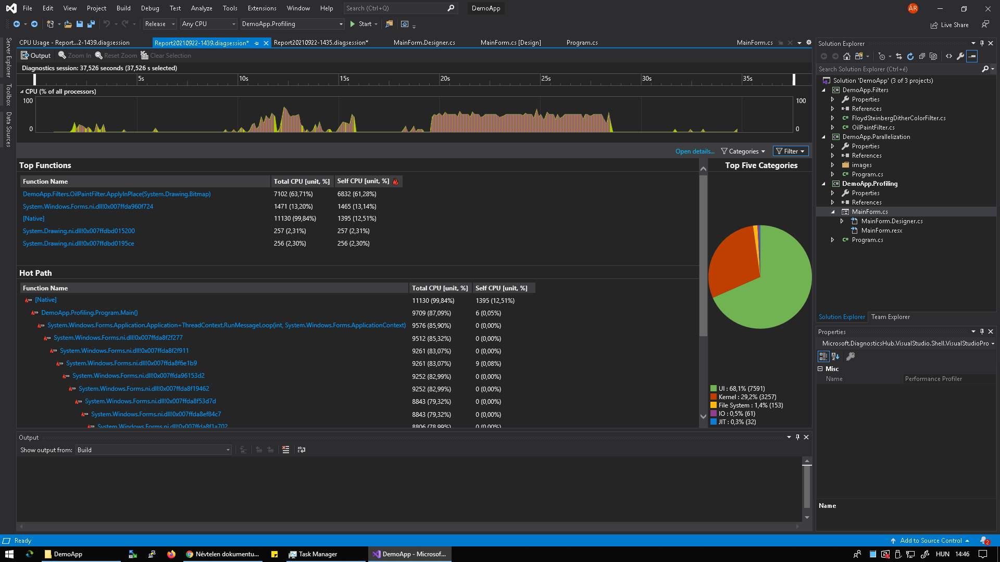 File Edit View Project Build Debug Test Analyze Tools Extensions Window Help Search (Ctrl+Q) DemoApp AR
Release Any CPU DemoApp.Profiling Start Live Share
Server Explorer
Toolbox
Data Sources
CPU Usage - Report...2-1439.diagsession Report20210922-1439.diagsession* Report20210922-1435.diagsession* MainForm.Designer.cs MainForm.cs [Design] Program.cs MainForm.cs
Output Zoom In Reset Zoom Clear Selection
Diagnostics session: 37,526 seconds (37,526 s selected)
5s 10s 15s 20s 25s 30s 35s
CPU (% of all processors)
100 100
0 0
Open details... Categories Filter
Top Functions
Function Name Total CPU [unit, %] Self CPU [unit, %]
DemoApp.Filters.OilPaintFilter.ApplyInPlace(System.Drawing.Bitmap) 7102 (63,71%) 6832 (61,28%)
System.Windows.Forms.ni.dll!0x007ffda960f724 1471 (13,20%) 1465 (13,14%)
[Native] 11130 (99,84%) 1395 (12,51%)
System.Drawing.ni.dll!0x007ffdbd015200 257 (2,31%) 257 (2,31%)
System.Drawing.ni.dll!0x007ffdbd0195ce 256 (2,30%) 256 (2,30%)
Hot Path
Function Name Total CPU [unit, %] Self CPU [unit, %]
[Native] 11130 (99,84%) 1395 (12,51%)
DemoApp.Profiling.Program.Main() 9709 (87,09%) 6 (0,05%)
System.Windows.Forms.Application.Application+ThreadContext.RunMessageLoop(int, System.Windows.Forms.ApplicationContext) 9576 (85,90%) 0 (0,00%)
System.Windows.Forms.ni.dll!0x007ffda8f2f277 9512 (85,32%) 0 (0,00%)
System.Windows.Forms.ni.dll!0x007ffda8f2f911 9261 (83,07%) 0 (0,00%)
System.Windows.Forms.ni.dll!0x007ffda8f6e1b9 9261 (83,07%) 9 (0,08%)
System.Windows.Forms.ni.dll!0x007ffda96153d2 9252 (82,99%) 0 (0,00%)
System.Windows.Forms.ni.dll!0x007ffda8f19462 9252 (82,99%) 0 (0,00%)
System.Windows.Forms.ni.dll!0x007ffda8f53d7d 8843 (79,32%) 0 (0,00%)
System.Windows.Forms.ni.dll!0x007ffda8ef84c7 8843 (79,32%) 0 (0,00%)
System.Windows.Forms.ni.dll!0x007ffda8f1a702 8806 (78,99%) 0 (0,00%)
Top Five Categories
UI : 68,1% (7591)
Kernel : 29,2% (3257)
File System : 1,4% (153)
IO : 0,5% (61)
JIT : 0,3% (32)
Output
Show output from: Build
Solution Explorer
Search Solution Explorer (Ctrl+é)
Solution 'DemoApp' (3 of 3 projects)
DemoApp.Filters
Properties
References
FloydSteinbergDitherColorFilter.cs
OilPaintFilter.cs
DemoApp.Parallelization
Properties
References
images
Program.cs
DemoApp.Profiling
Properties
References
MainForm.cs
MainForm.Designer.cs
MainForm.resx
Program.cs
Solution Explorer Team Explorer
Properties
Microsoft.DiagnosticsHub.VisualStudio.Shell.VisualStudioPro
Misc
Name Performance Profiler
Name
Ready Add to Source Control 2
DemoApp Névtelen dokumentu... Task Manager DemoApp - Microsof... HUN 14:46